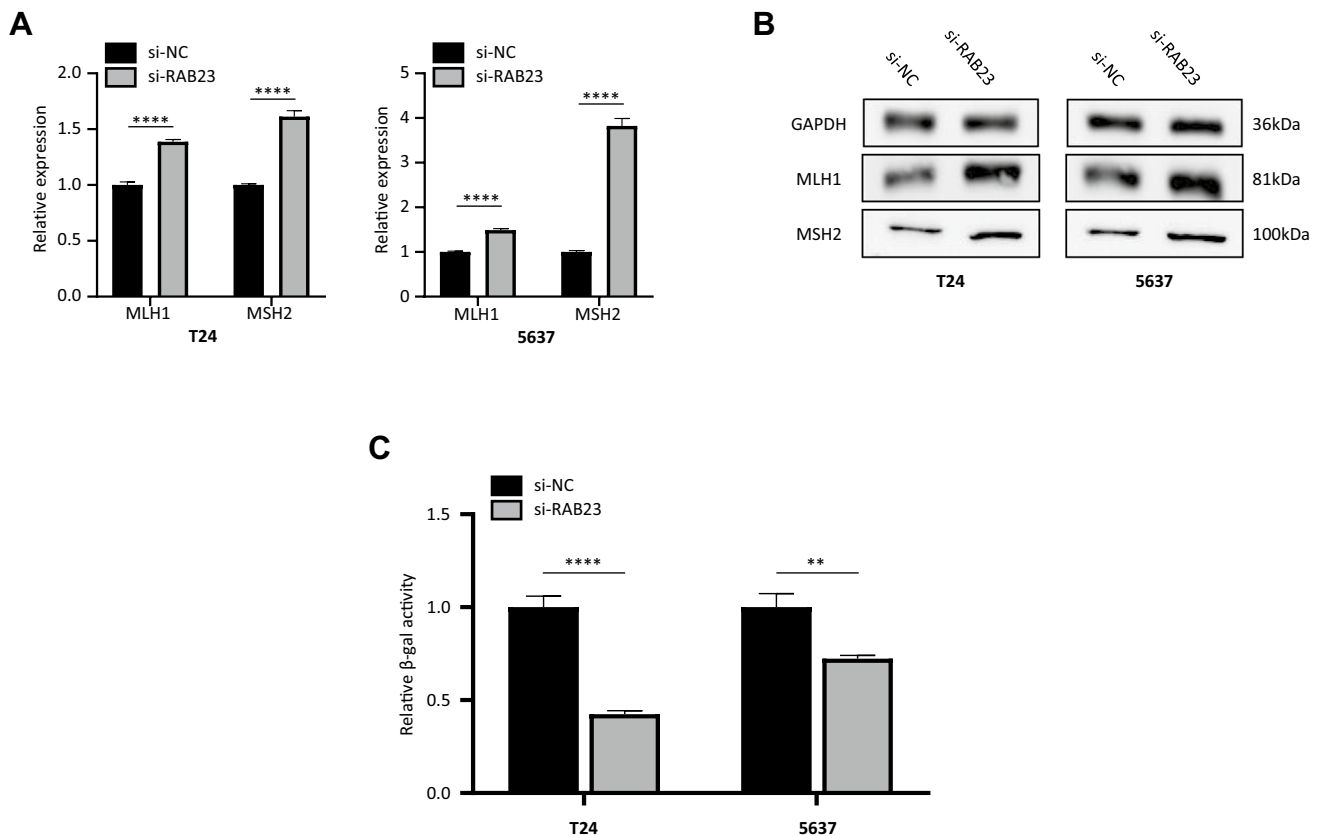 A
si-NC
si-RAB23
2.0
1.5
1.0
0.5
0.0
Relative expression
****
****
MLH1
MSH2
T24
si-NC
si-RAB23
5
4
3
2
1
0
Relative expression
****
****
MLH1
MSH2
5637
B
si-NC
si-RAB23
si-NC
si-RAB23
GAPDH
36kDa
MLH1
81kDa
MSH2
100kDa
T24
5637
C
si-NC
si-RAB23
1.5
1.0
0.5
0.0
Relative β-gal activity
****
**
T24
5637